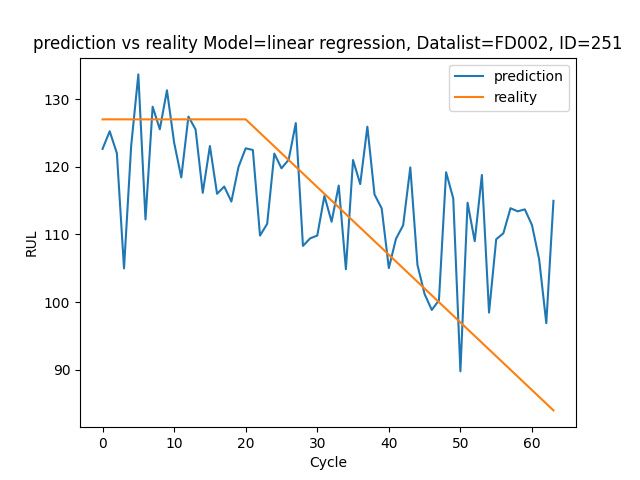 prediction vs reality Model=linear regression, Datalist=FD002, ID=251
prediction
reality
130
120
110
100
90
RUL
0 10 20 30 40 50 60
Cycle